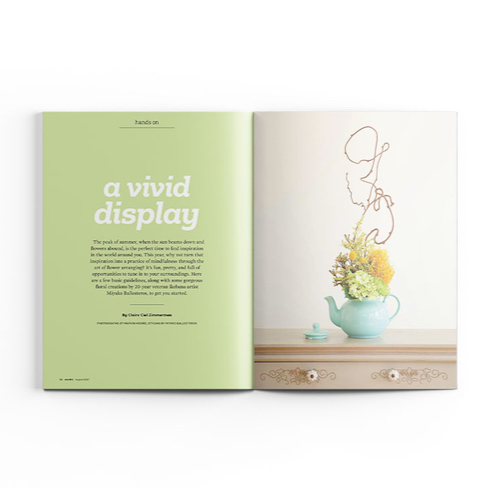 hands on
a vivid
display
The peak of summer, when the sun beams down and
flowers abound, is the perfect time to find inspiration
in the world around you. This year, why not turn that
inspiration into a practice of mindfulness through the
art of flower arranging? It's fun, pretty, and full of
opportunities to tune in to your surroundings. Here
are a few basic guidelines, along with some gorgeous
floral creations by 20-year veteran Ikebana artist
Miyako Ballesteros, to get you started.
By Claire Carl Zimmerman